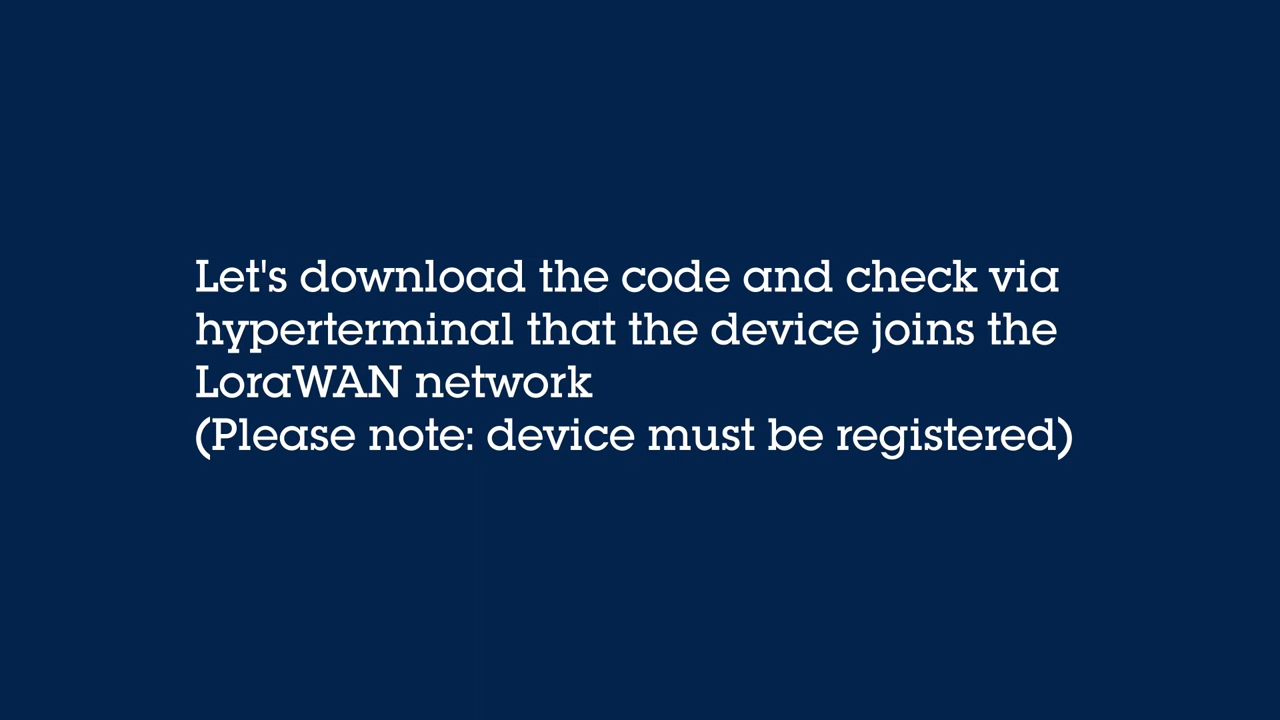 Let's download the code and check via
hyperterminal that the device joins the
LoraWAN network
(Please note: device must be registered)